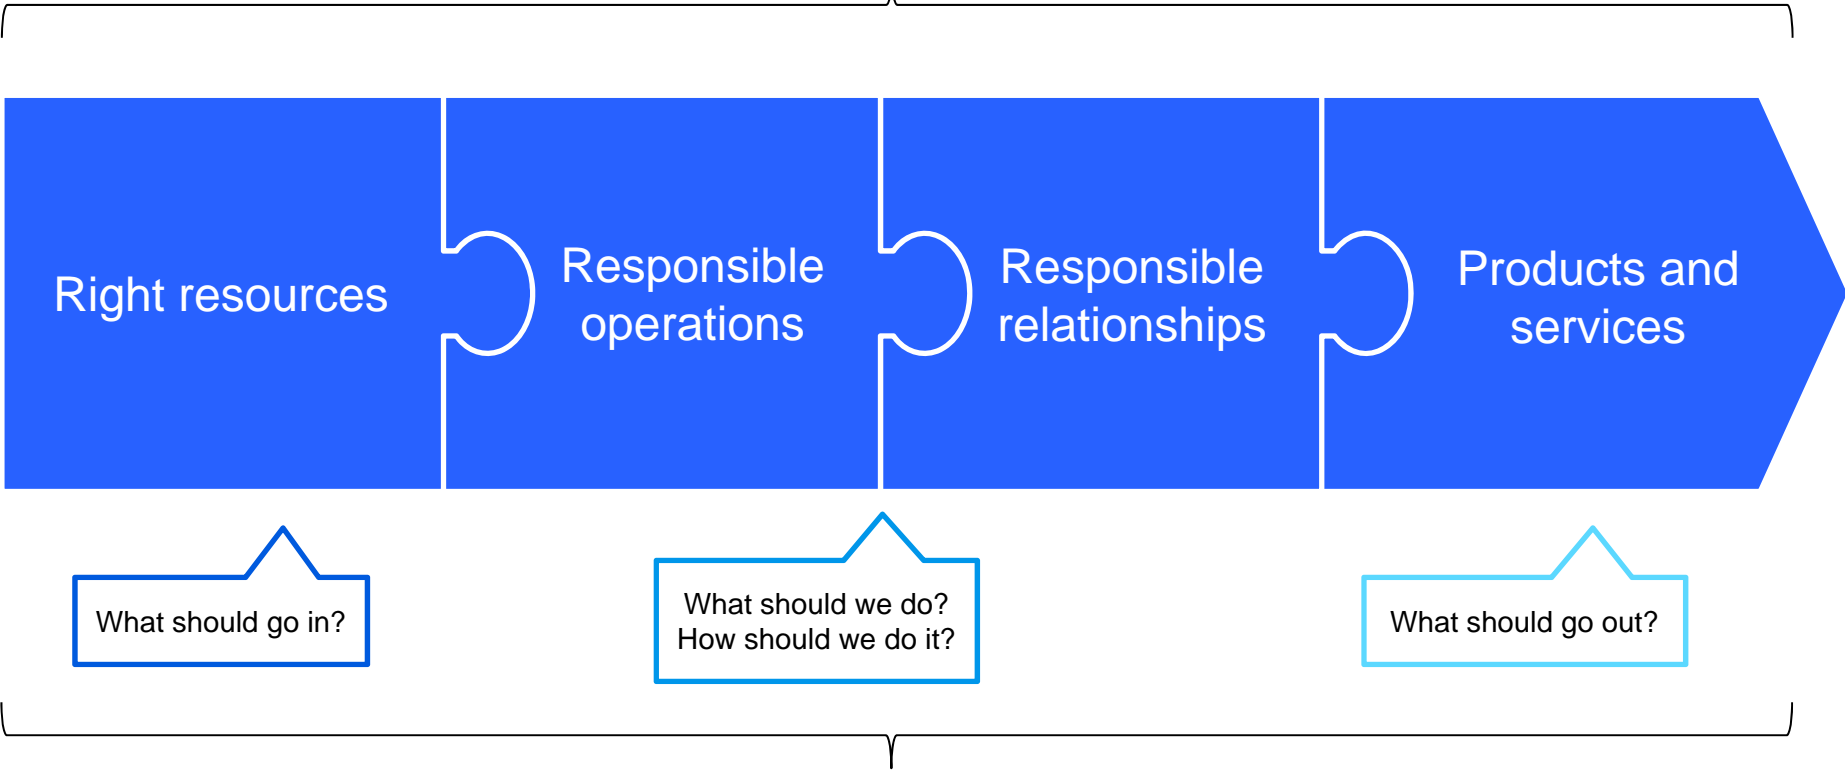 Right resources
Responsible
operations
Responsible
relationships
Products and
services
What should go in?
What should we do?
How should we do it?
What should go out?